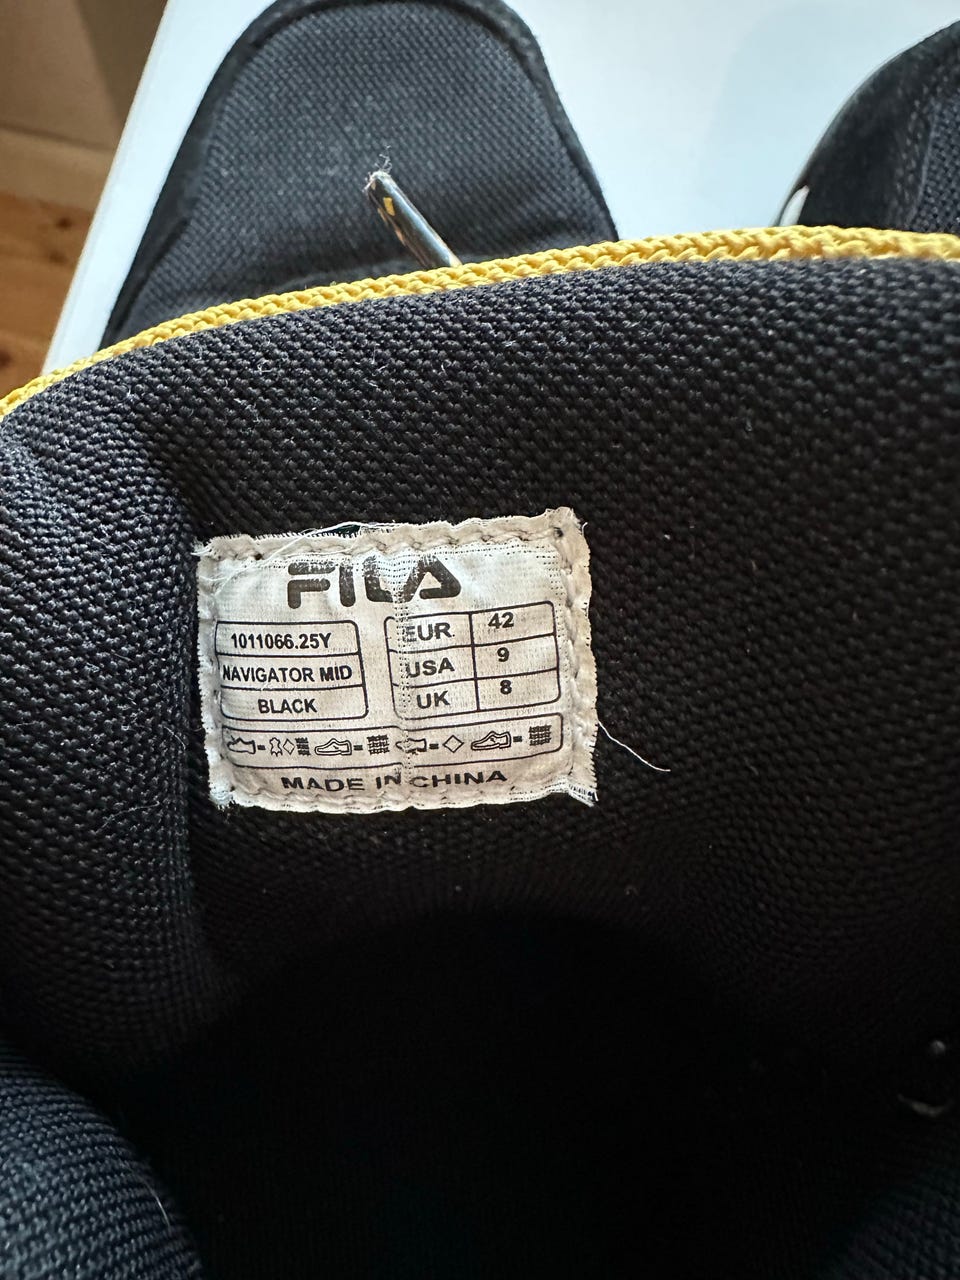 FILA
1011066.25Y
NAVIGATOR MID
BLACK
EUR 42
USA 9
UK 8
MADE IN CHINA